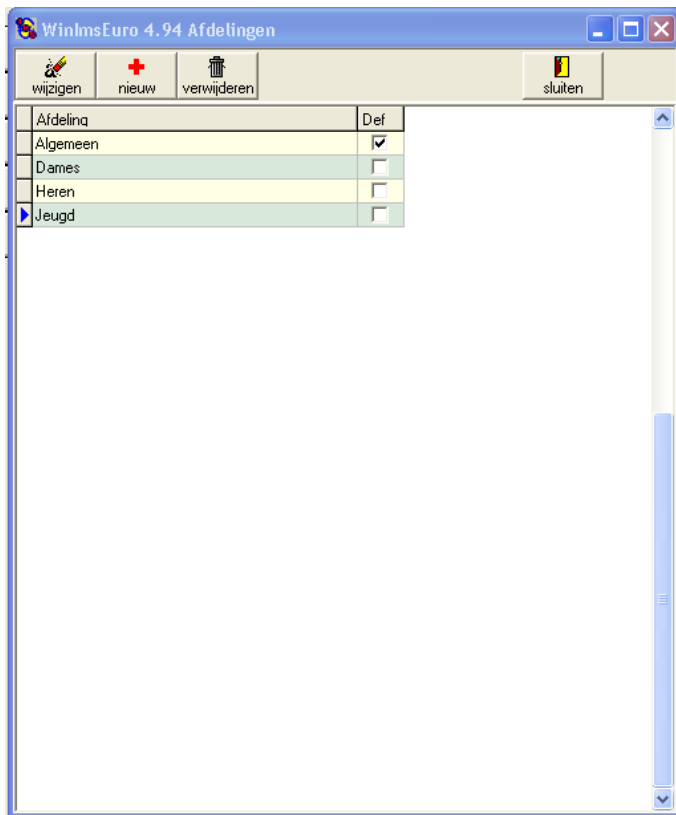 WinImsEuro 4.94 Afdelingen
wijzigen nieuw verwijderen sluiten
Afdeling Def
Algemeen
Dames
Heren
Jeugd